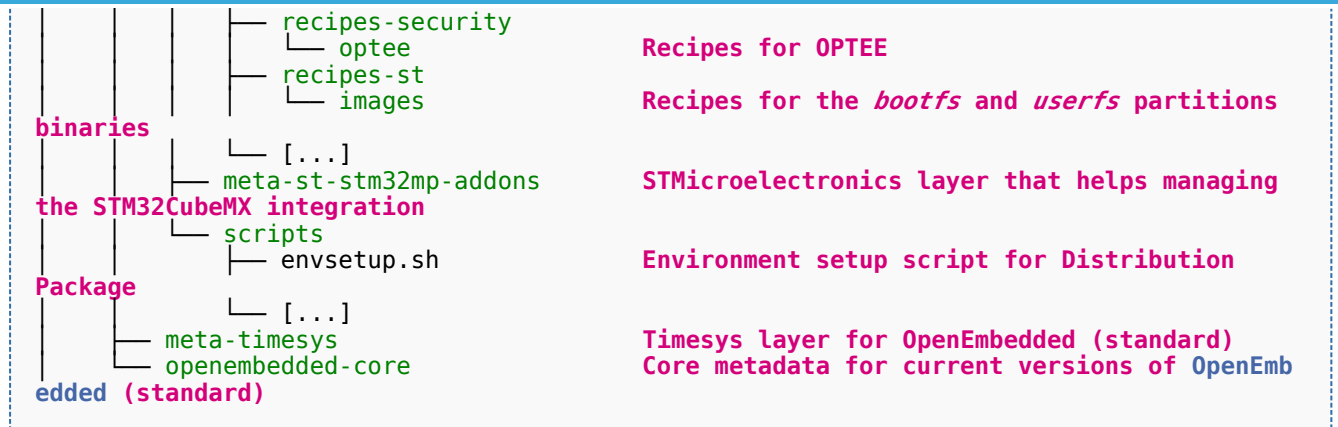 │ │ │ ├── recipes-security
│ │ │ │ └── optee Recipes for OPTEE
│ │ │ ├── recipes-st
│ │ │ │ └── images Recipes for the bootfs and userfs partitions
binaries
│ │ │ └── [...]
│ │ ├── meta-st-stm32mp-addons STMicroelectronics layer that helps managing
the STM32CubeMX integration
│ │ └── scripts
│ │ ├── envsetup.sh Environment setup script for Distribution
Package
│ │ └── [...]
│ ├── meta-timesys Timesys layer for OpenEmbedded (standard)
│ └── openembedded-core Core metadata for current versions of OpenEmb
edded (standard)